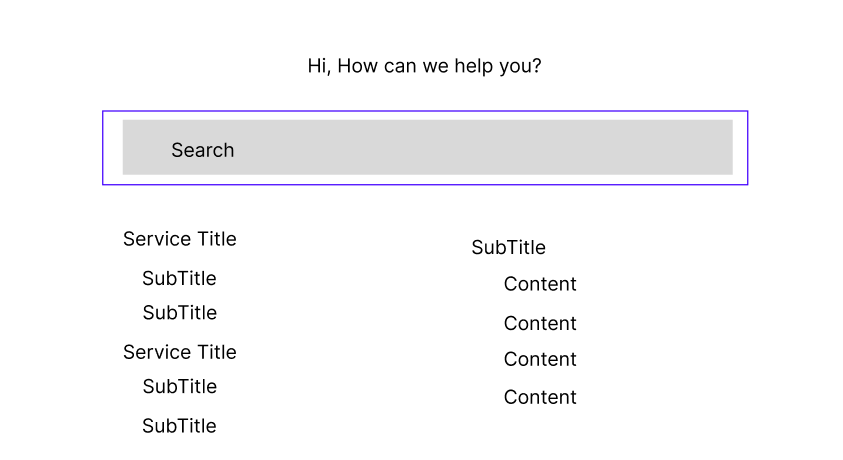 Hi, How can we help you?
Search
Service Title
SubTitle
SubTitle
Service Title
SubTitle
SubTitle
SubTitle
Content
Content
Content
Content